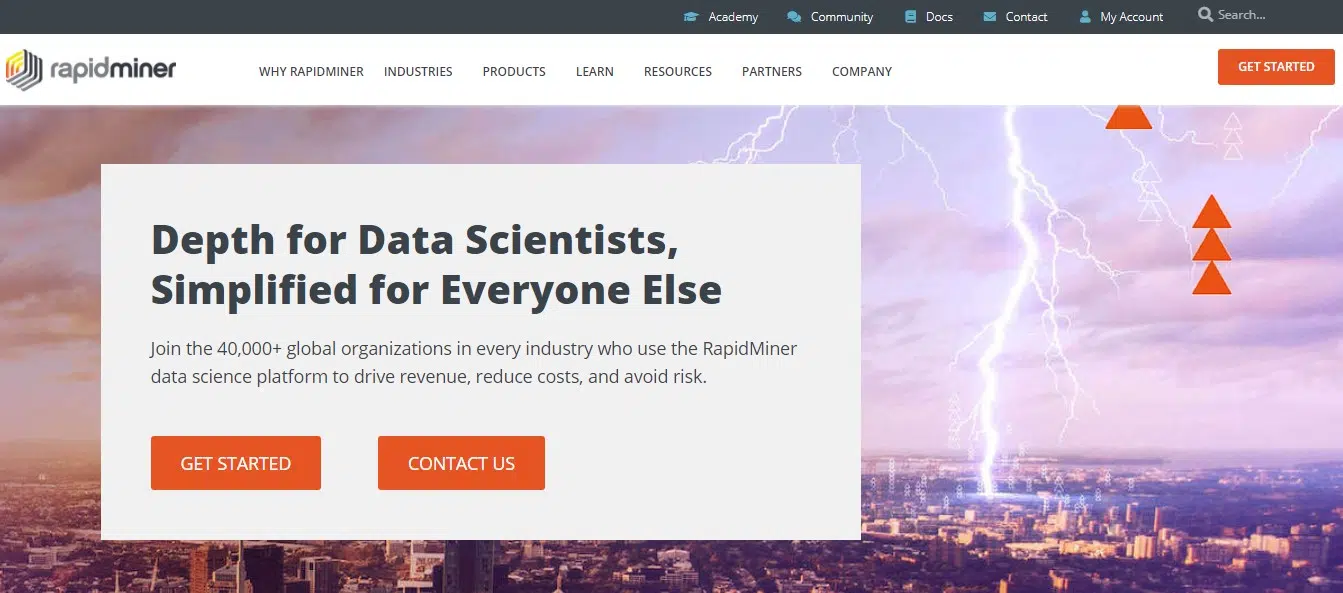 Academy Community Docs Contact My Account Search...
rapidminer WHY RAPIDMINER INDUSTRIES PRODUCTS LEARN RESOURCES PARTNERS COMPANY GET STARTED
Depth for Data Scientists,
Simplified for Everyone Else
Join the 40,000+ global organizations in every industry who use the RapidMiner
data science platform to drive revenue, reduce costs, and avoid risk.
GET STARTED CONTACT US